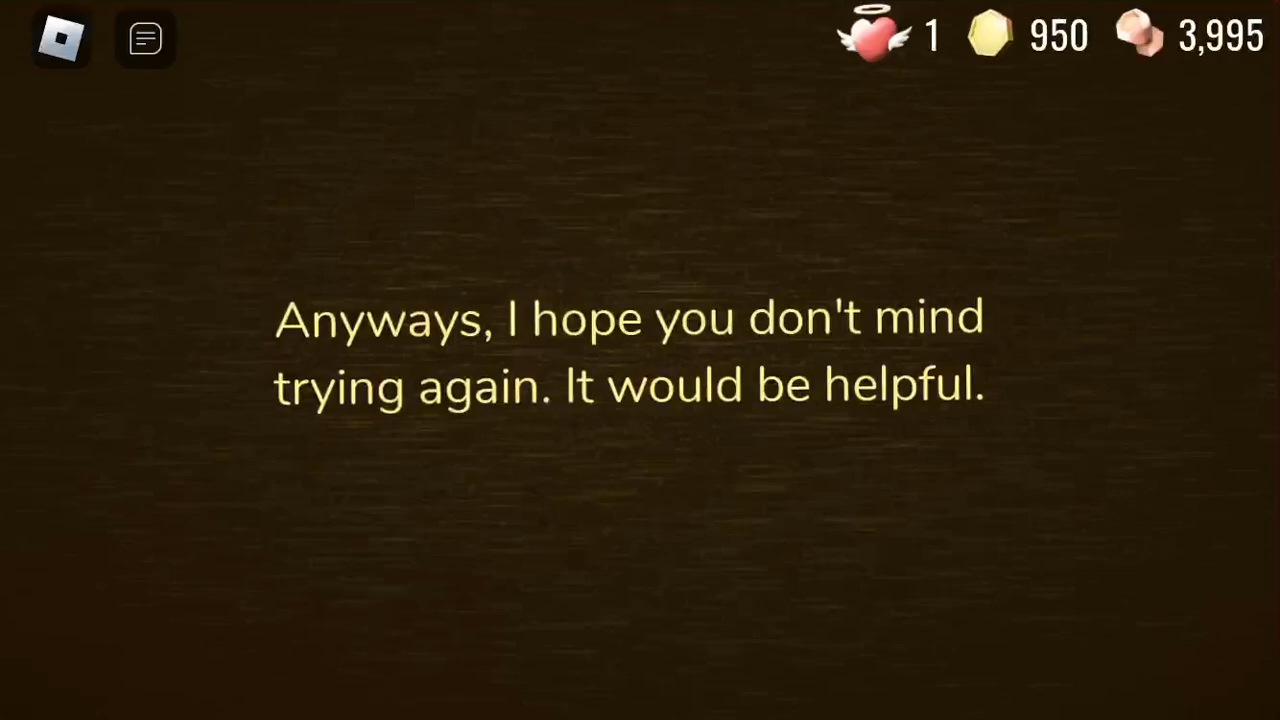 1 950 3,995
Anyways, I hope you don't mind
trying again. It would be helpful.